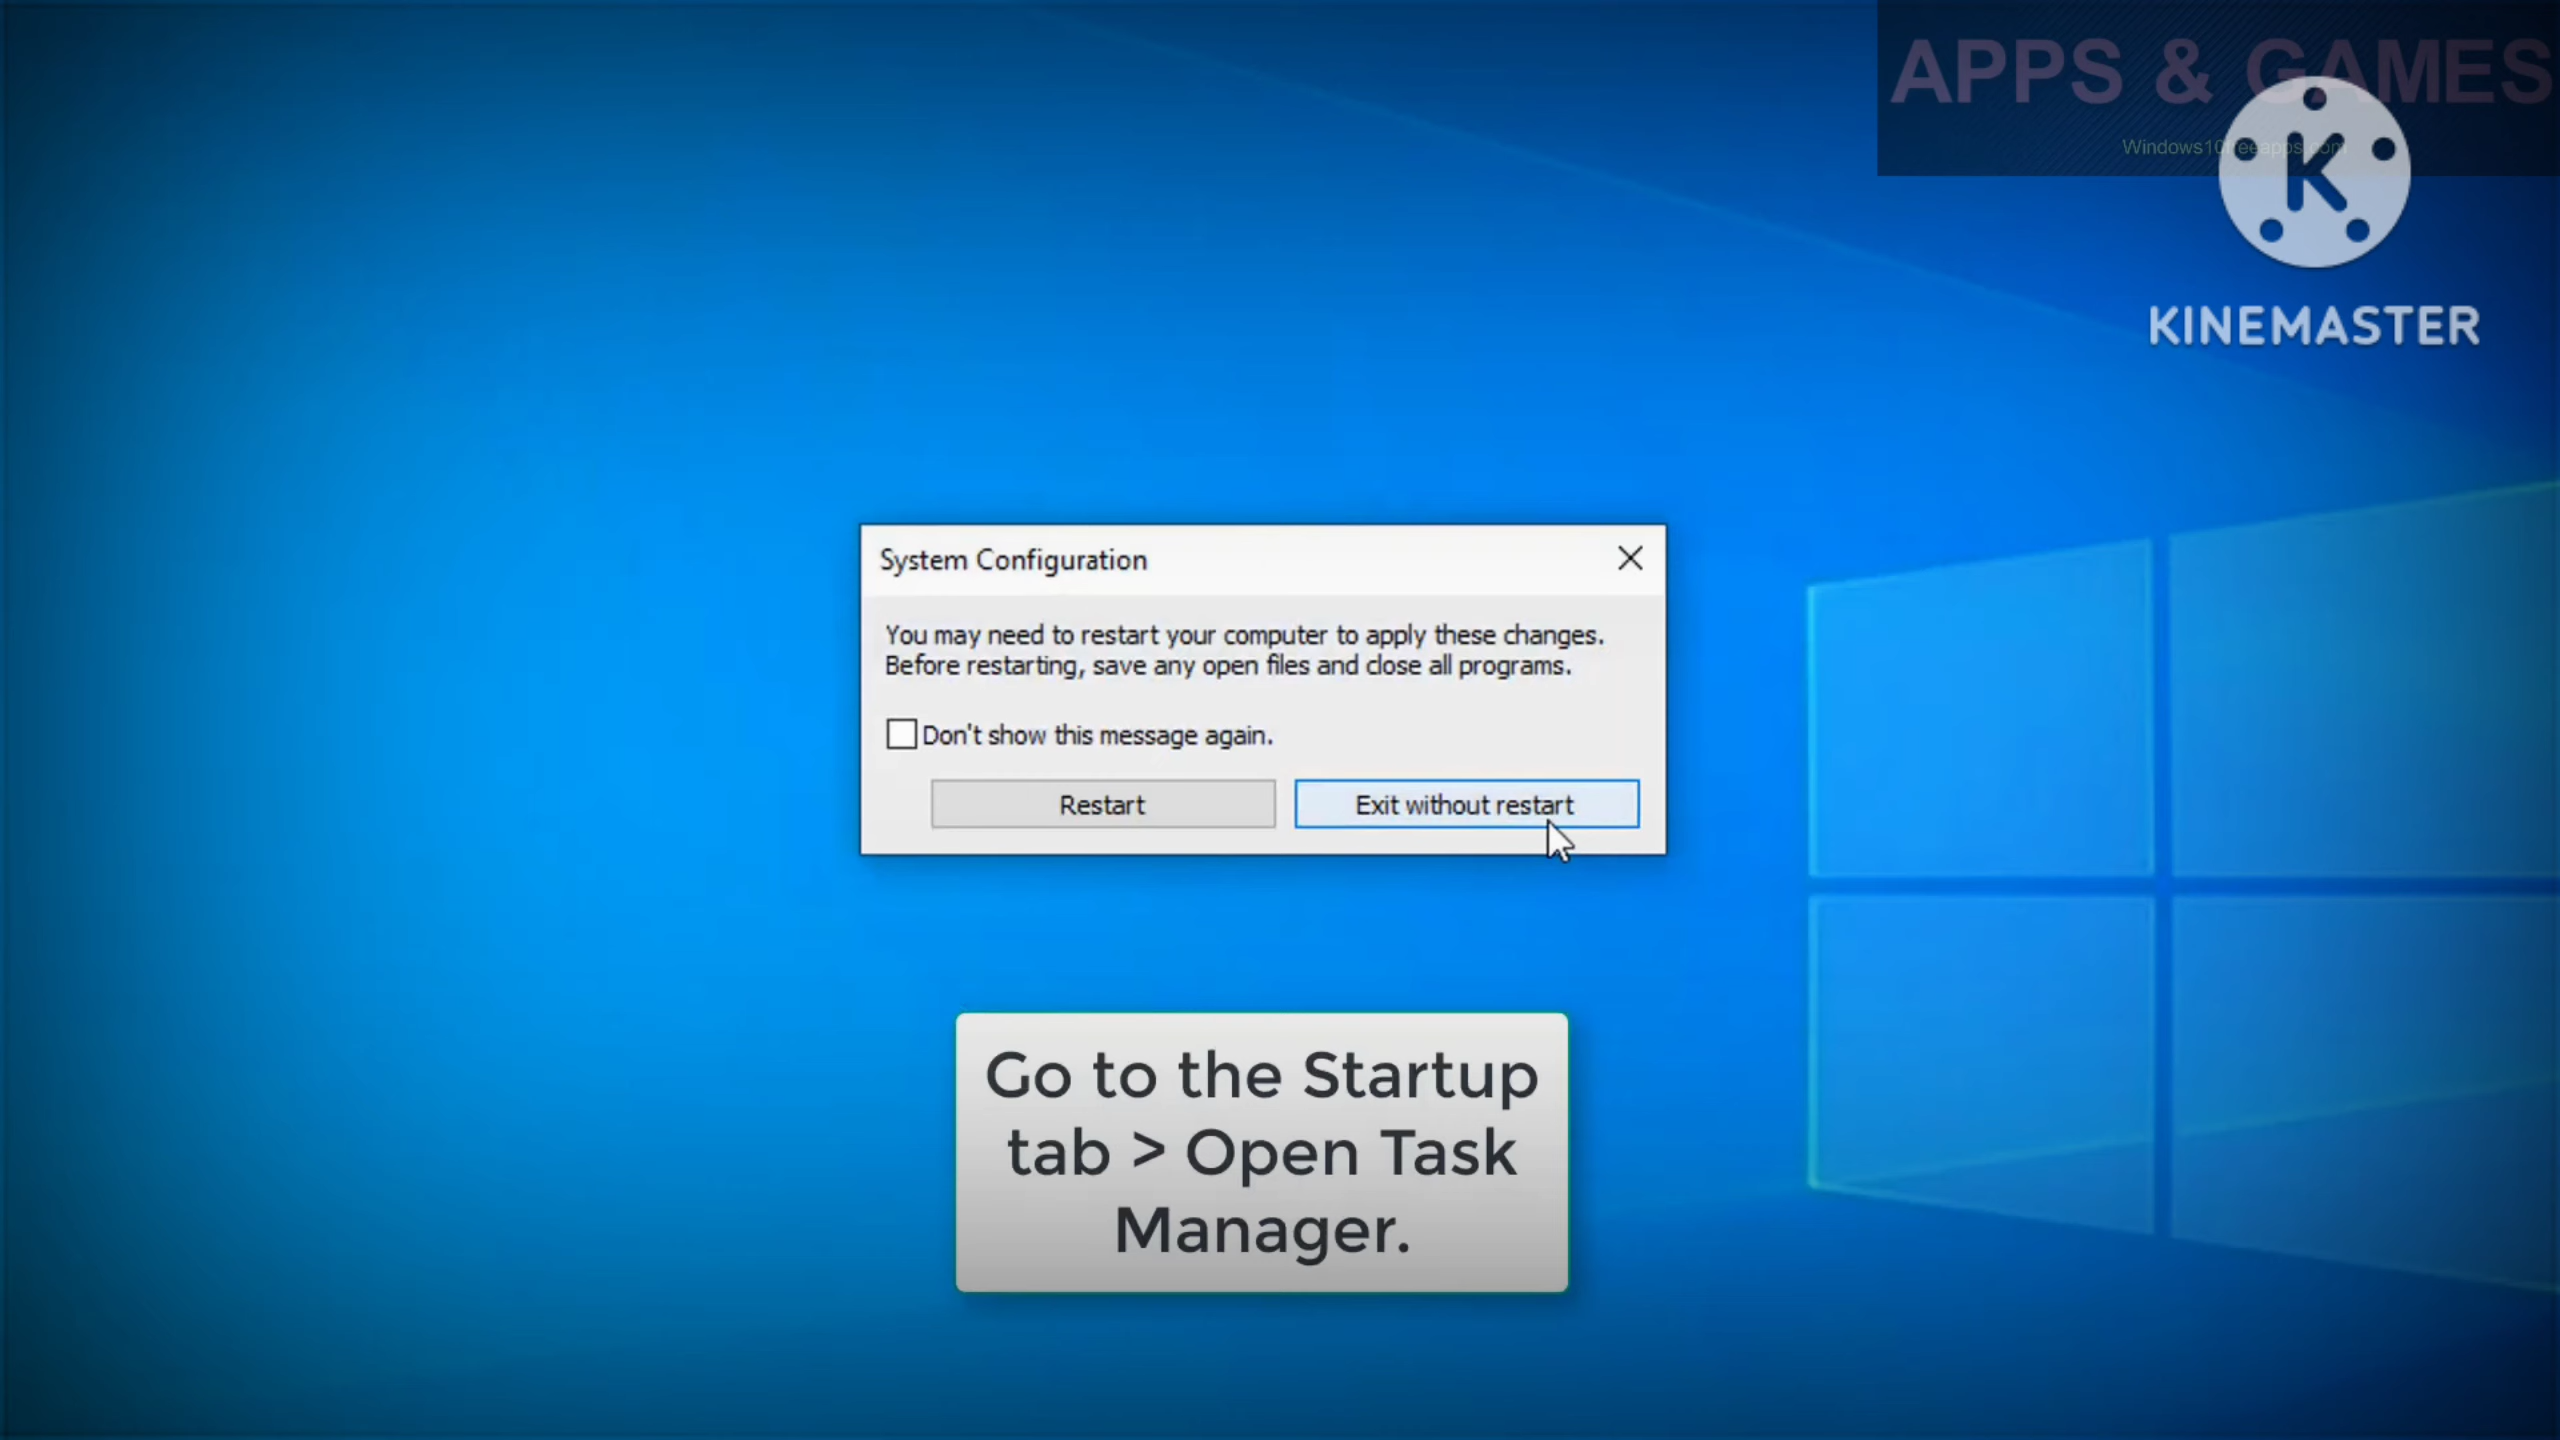 APPS & GAMES
Windows10freeapps.com
K
KINEMASTER
System Configuration
You may need to restart your computer to apply these changes.
Before restarting, save any open files and close all programs.
Don't show this message again.
Restart
Exit without restart
Go to the Startup
tab > Open Task
Manager.